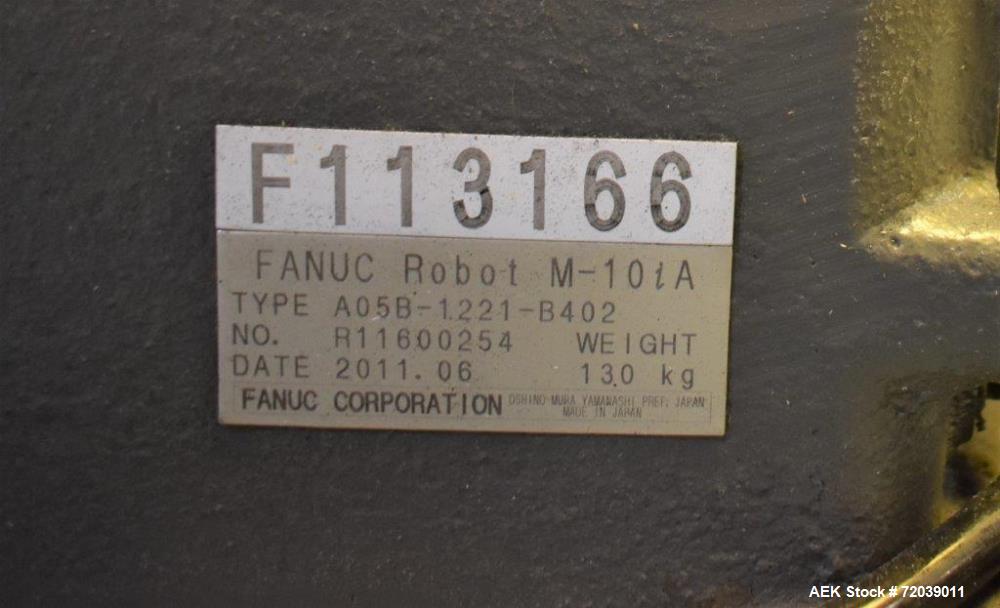 F113166
FANUC Robot M-10iA
TYPE A05B-1221-B402
NO. R11600254 WEIGHT
DATE 2011.06 130 kg
FANUC CORPORATION OSHINO-MURA, YAMANASHI PREF., JAPAN
MADE IN JAPAN
AEK Stock # 72039011